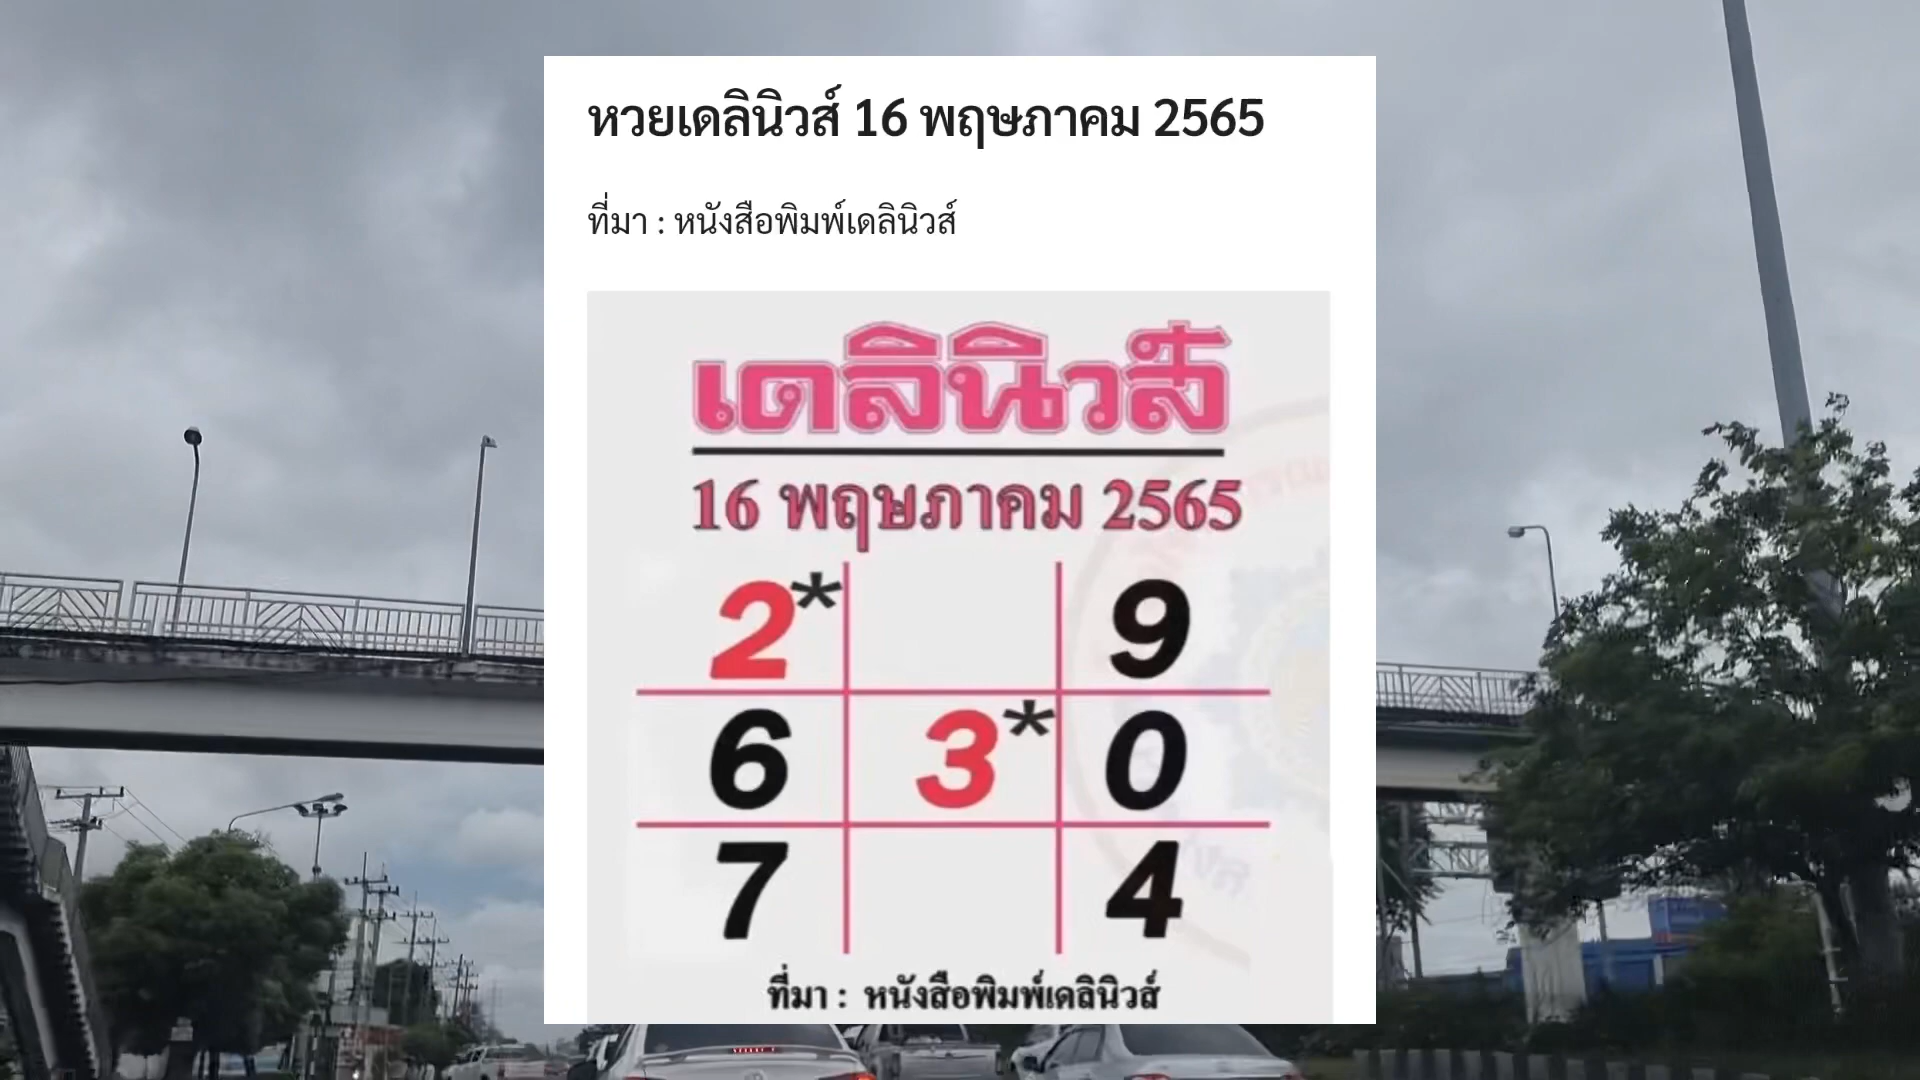 หวยเดลินิวส์ 16 พฤษภาคม 2565
ที่มา : หนังสือพิมพ์เดลินิวส์
เดลินิวส์
16 พฤษภาคม 2565
2* 9
6 3* 0
7 4
ที่มา : หนังสือพิมพ์เดลินิวส์